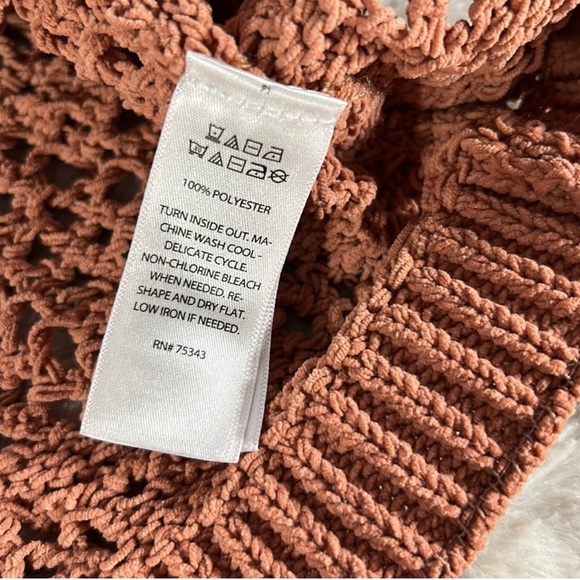 100% POLYESTER
TURN INSIDE OUT. MA-
CHINE WASH COOL -
DELICATE CYCLE.
NON-CHLORINE BLEACH
WHEN NEEDED. RE-
SHAPE AND DRY FLAT.
LOW IRON IF NEEDED.
RN# 75343